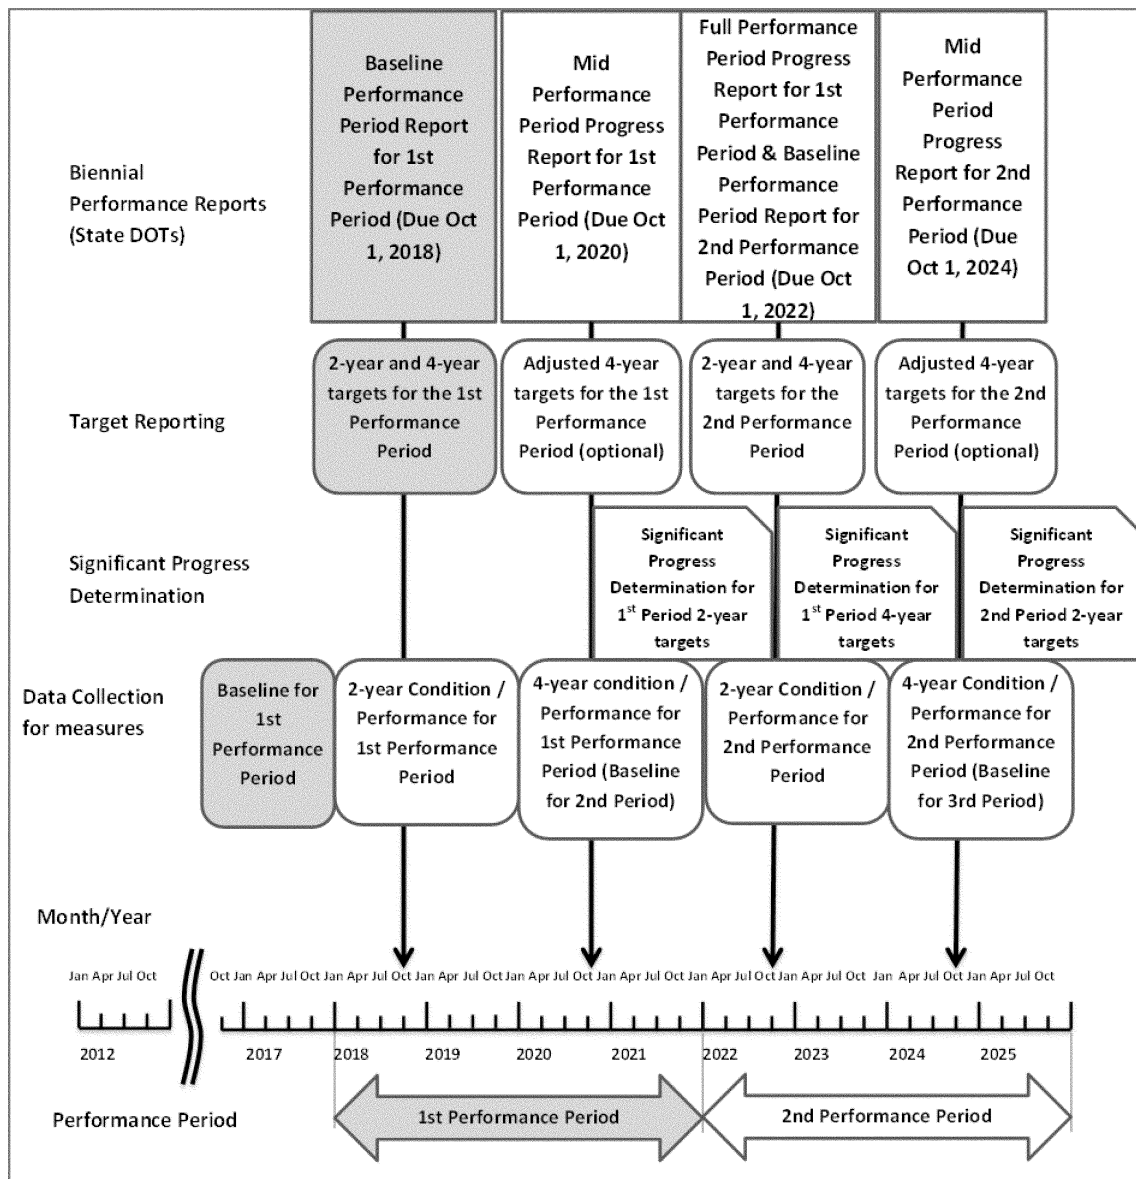 Biennial
Performance Reports
(State DOTs)
Baseline
Performance
Period Report
for 1st
Performance
Period (Due Oct
1, 2018)
Mid
Performance
Period Progress
Report for 1st
Performance
Period (Due Oct
1, 2020)
Full Performance
Period Progress
Report for 1st
Performance
Period & Baseline
Performance
Period Report for
2nd Performance
Period (Due Oct
1, 2022)
Mid
Performance
Period
Progress
Report for 2nd
Performance
Period (Due
Oct 1, 2024)
Target Reporting
2-year and 4-year
targets for the 1st
Performance
Period
Adjusted 4-year
targets for the 1st
Performance
Period (optional)
2-year and 4-year
targets for the
2nd Performance
Period
Adjusted 4-year
targets for the 2nd
Performance
Period (optional)
Significant Progress
Determination
Significant
Progress
Determination for
1st Period 2-year
targets
Significant
Progress
Determination for
1st Period 4-year
targets
Significant
Progress
Determination for
2nd Period 2-year
targets
Data Collection
for measures
Baseline for
1st
Performance
Period
2-year Condition /
Performance for
1st Performance
Period
4-year condition /
Performance for
1st Performance
Period (Baseline
for 2nd Period)
2-year Condition /
Performance for
2nd Performance
Period
4-year Condition /
Performance for
2nd Performance
Period (Baseline
for 3rd Period)
Month/Year
Jan Apr Jul Oct Oct Jan Apr Jul Oct Jan Apr Jul Oct Jan Apr Jul Oct Jan Apr Jul Oct Jan Apr Jul Oct Jan Apr Jul Oct Jan Apr Jul Oct Jan Apr Jul Oct Jan Apr Jul Oct
2012 2017 2018 2019 2020 2021 2022 2023 2024 2025
Performance Period
1st Performance Period
2nd Performance Period